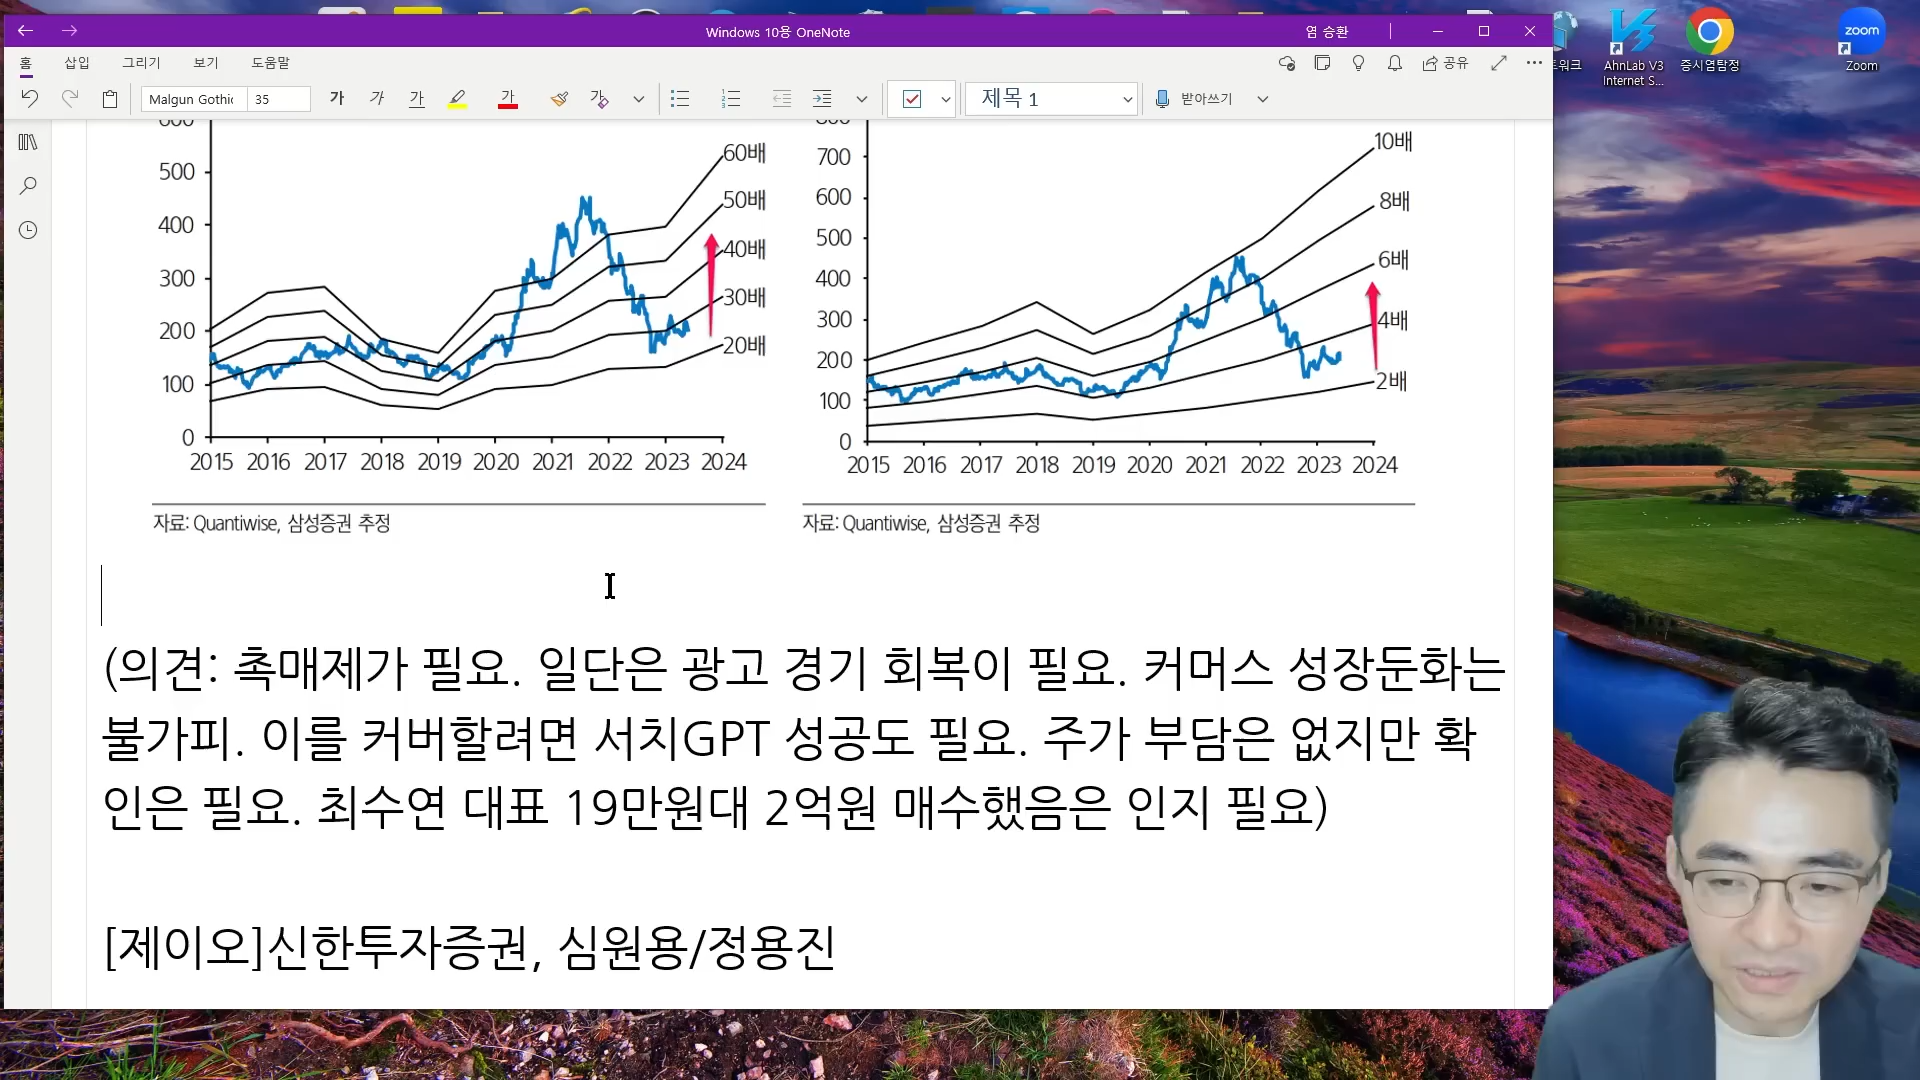 Windows 10용 OneNote
염 승환
홈 삽입 그리기 보기 도움말
공유
Malgun Gothic 35 가 가 가 가 가 제목 1 받아쓰기
AhnLab V3
Internet S...
증시염탐정
zoom
Zoom
500
400
300
200
100
0
60배
50배
40배
30배
20배
2015 2016 2017 2018 2019 2020 2021 2022 2023 2024
자료: Quantiwise, 삼성증권 추정
700
600
500
400
300
200
100
0
10배
8배
6배
4배
2배
2015 2016 2017 2018 2019 2020 2021 2022 2023 2024
자료: Quantiwise, 삼성증권 추정
(의견: 촉매제가 필요. 일단은 광고 경기 회복이 필요. 커머스 성장둔화는
불가피. 이를 커버할려면 서치GPT 성공도 필요. 주가 부담은 없지만 확
인은 필요. 최수연 대표 19만원대 2억원 매수했음은 인지 필요)
[제이오]신한투자증권, 심원용/정용진